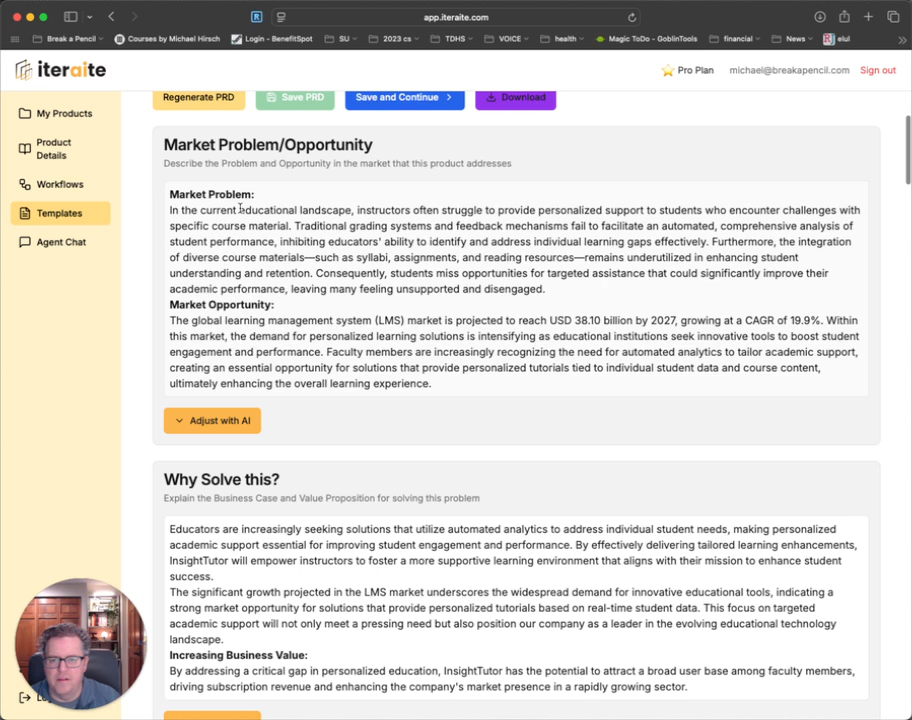 app.iteraite.com
Break a Pencil
Courses by Michael Hirsch
Login - BenefitSpot
SU
2023 cs
TDHS
VOICE
health
Magic ToDo - GoblinTools
financial
News
elul
iteraite
Pro Plan
michael@breakapencil.com
Sign out
My Products
Product
Details
Workflows
Templates
Agent Chat
Regenerate PRD
Save PRD
Save and Continue
Download
Market Problem/Opportunity
Describe the Problem and Opportunity in the market that this product addresses
Market Problem:
In the current educational landscape, instructors often struggle to provide personalized support to students who encounter challenges with
specific course material. Traditional grading systems and feedback mechanisms fail to facilitate an automated, comprehensive analysis of
student performance, inhibiting educators' ability to identify and address individual learning gaps effectively. Furthermore, the integration
of diverse course materials—such as syllabi, assignments, and reading resources—remains underutilized in enhancing student
understanding and retention. Consequently, students miss opportunities for targeted assistance that could significantly improve their
academic performance, leaving many feeling unsupported and disengaged.
Market Opportunity:
The global learning management system (LMS) market is projected to reach USD 38.10 billion by 2027, growing at a CAGR of 19.9%. Within
this market, the demand for personalized learning solutions is intensifying as educational institutions seek innovative tools to boost student
engagement and performance. Faculty members are increasingly recognizing the need for automated analytics to tailor academic support,
creating an essential opportunity for solutions that provide personalized tutorials tied to individual student data and course content,
ultimately enhancing the overall learning experience.
Adjust with AI
Why Solve this?
Explain the Business Case and Value Proposition for solving this problem
Educators are increasingly seeking solutions that utilize automated analytics to address individual student needs, making personalized
academic support essential for improving student engagement and performance. By effectively delivering tailored learning enhancements,
InsightTutor will empower instructors to foster a more supportive learning environment that aligns with their mission to enhance student
success.
The significant growth projected in the LMS market underscores the widespread demand for innovative educational tools, indicating a
strong market opportunity for solutions that provide personalized tutorials based on real-time student data. This focus on targeted
academic support will not only meet a pressing need but also position our company as a leader in the evolving educational technology
landscape.
Increasing Business Value:
By addressing a critical gap in personalized education, InsightTutor has the potential to attract a broad user base among faculty members,
driving subscription revenue and enhancing the company's market presence in a rapidly growing sector.